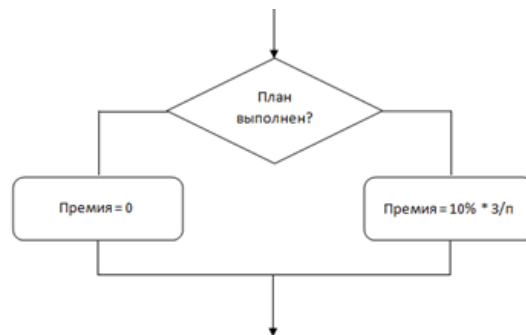 План
выполнен?
Премия = 0
Премия = 10% * З/п